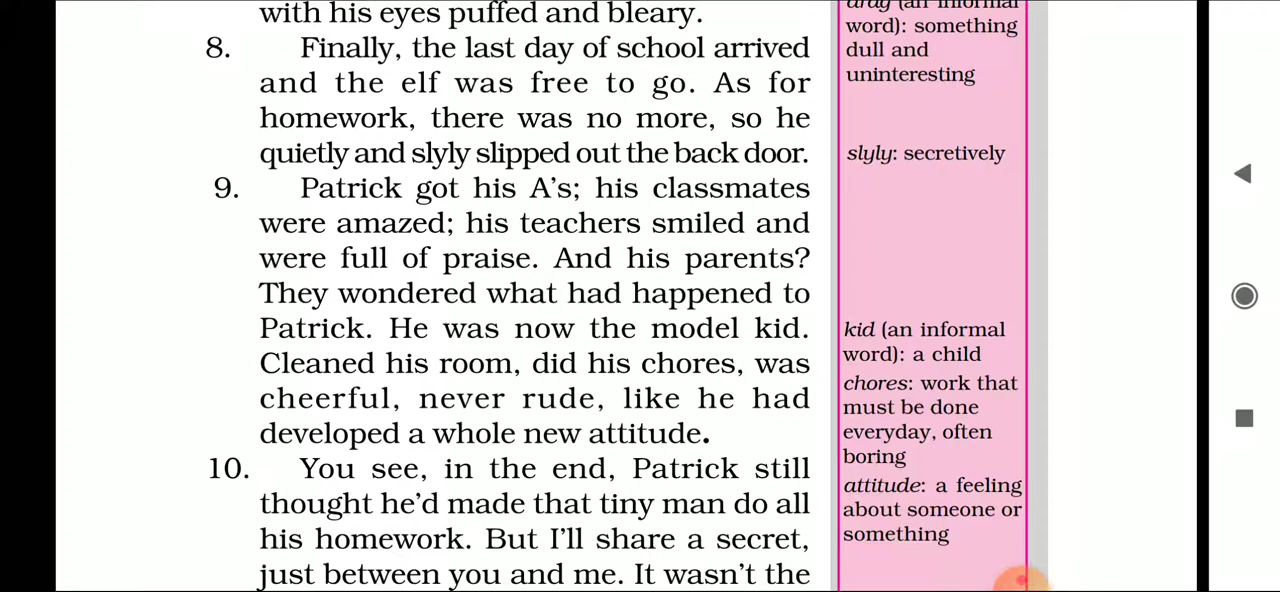 with his eyes puffed and bleary.
8. Finally, the last day of school arrived
and the elf was free to go. As for
homework, there was no more, so he
quietly and slyly slipped out the back door.
9. Patrick got his A's; his classmates
were amazed; his teachers smiled and
were full of praise. And his parents?
They wondered what had happened to
Patrick. He was now the model kid.
Cleaned his room, did his chores, was
cheerful, never rude, like he had
developed a whole new attitude.
10. You see, in the end, Patrick still
thought he'd made that tiny man do all
his homework. But I'll share a secret,
just between you and me. It wasn't the
drag (an informal
word): something
dull and
uninteresting
slyly: secretively
kid (an informal
word): a child
chores: work that
must be done
everyday, often
boring
attitude: a feeling
about someone or
something